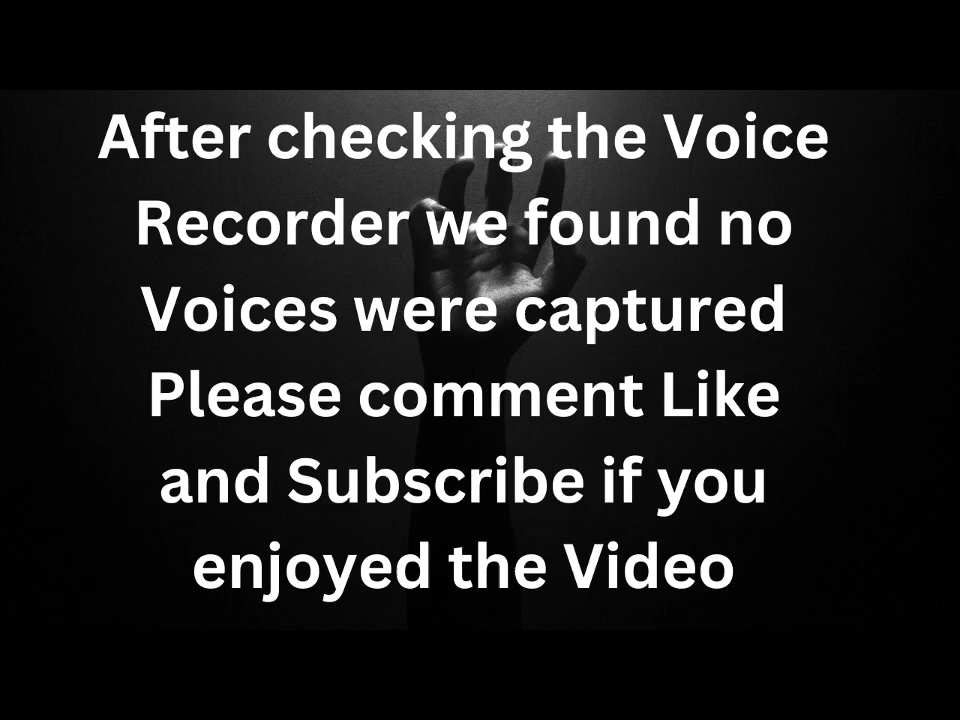 After checking the Voice
Recorder we found no
Voices were captured
Please comment Like
and Subscribe if you
enjoyed the Video